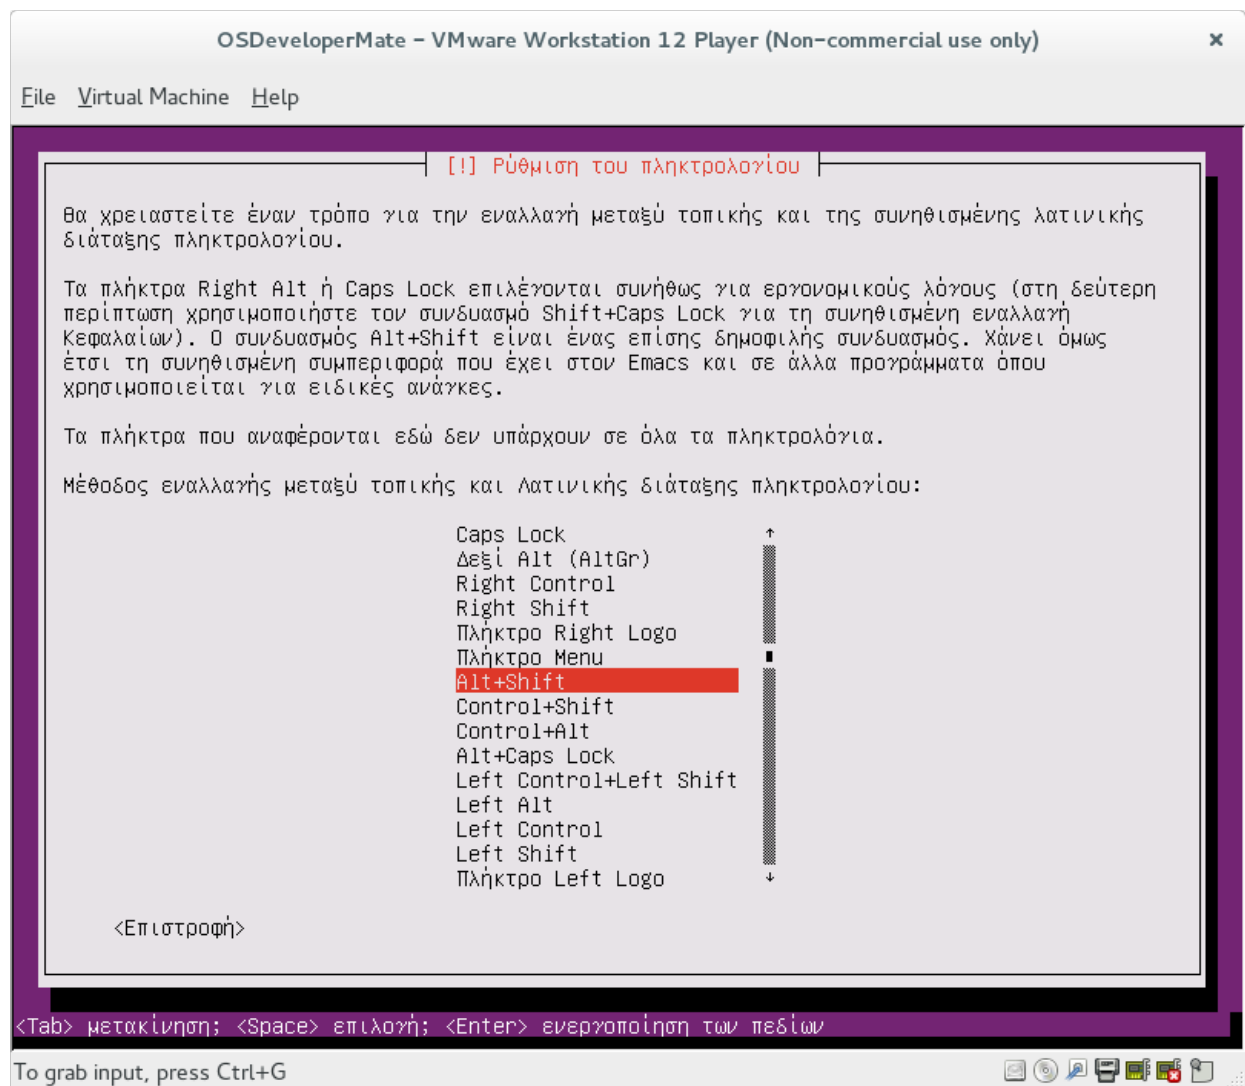 OSDeveloperMate – VMware Workstation 12 Player (Non-commercial use only)
File Virtual Machine Help
[!] Ρύθμιση του πληκτρολογίου
Θα χρειαστείτε έναν τρόπο για την εναλλαγή μεταξύ τοπικής και της συνηθισμένης λατινικής
διάταξης πληκτρολογίου.
Τα πλήκτρα Right Alt ή Caps Lock επιλέγονται συνήθως για εργονομικούς λόγους (στη δεύτερη
περίπτωση χρησιμοποιήστε τον συνδυασμό Shift+Caps Lock για τη συνηθισμένη εναλλαγή
Κεφαλαίων). Ο συνδυασμός Alt+Shift είναι ένας επίσης δημοφιλής συνδυασμός. Χάνει όμως
έτσι τη συνηθισμένη συμπεριφορά που έχει στον Emacs και σε άλλα προγράμματα όπου
χρησιμοποιείται για ειδικές ανάγκες.
Τα πλήκτρα που αναφέρονται εδώ δεν υπάρχουν σε όλα τα πληκτρολόγια.
Μέθοδος εναλλαγής μεταξύ τοπικής και Λατινικής διάταξης πληκτρολογίου:
Caps Lock
Δεξί Alt (AltGr)
Right Control
Right Shift
Πλήκτρο Right Logo
Πλήκτρο Menu
Alt+Shift
Control+Shift
Control+Alt
Alt+Caps Lock
Left Control+Left Shift
Left Alt
Left Control
Left Shift
Πλήκτρο Left Logo
<Επιστροφή>
<Tab> μετακίνηση; <Space> επιλογή; <Enter> ενεργοποίηση των πεδίων
To grab input, press Ctrl+G